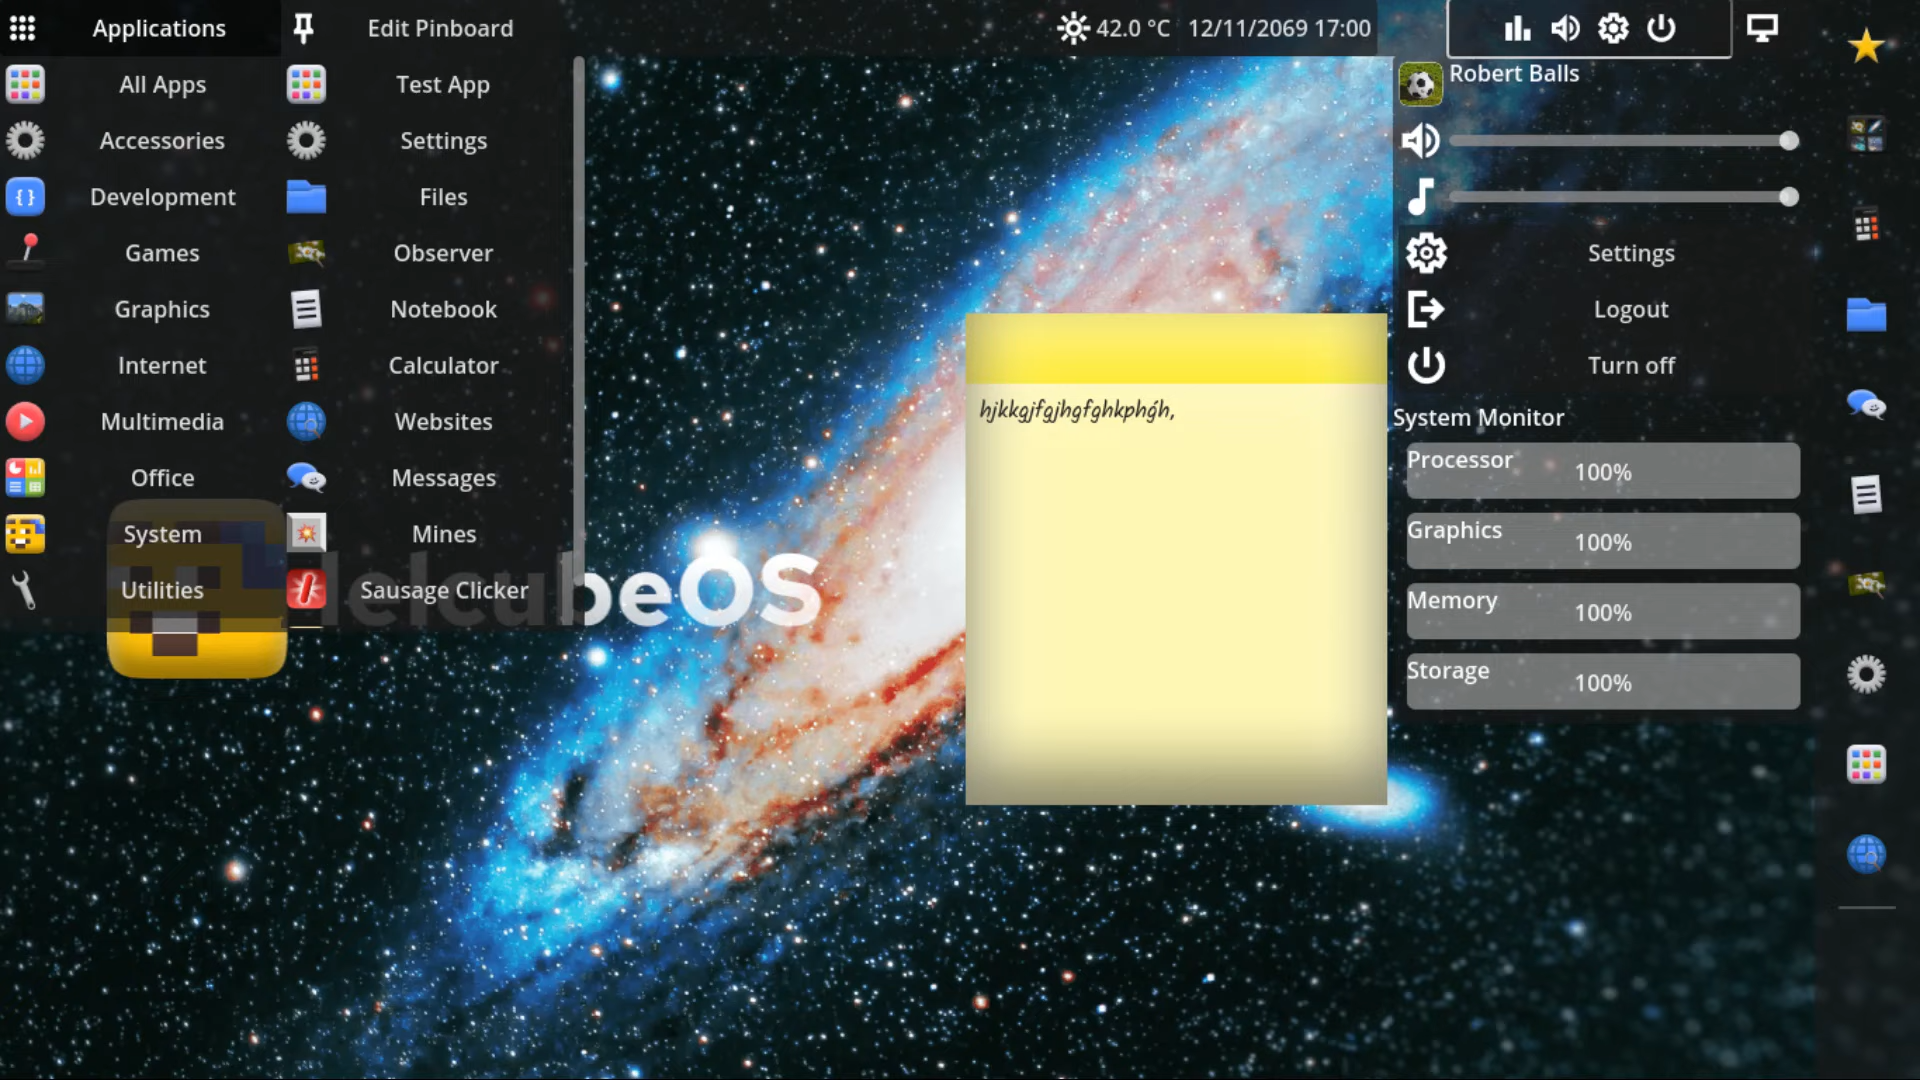 Applications
Edit Pinboard
42.0 °C 12/11/2069 17:00
All Apps
Accessories
Development
Games
Graphics
Internet
Multimedia
Office
System
Utilities
Test App
Settings
Files
Observer
Notebook
Calculator
Websites
Messages
Mines
Sausage Clicker
elcubeOS
hjkkgjfgjhgfghkphģh,
Robert Balls
Settings
Logout
Turn off
System Monitor
Processor 100%
Graphics 100%
Memory 100%
Storage 100%